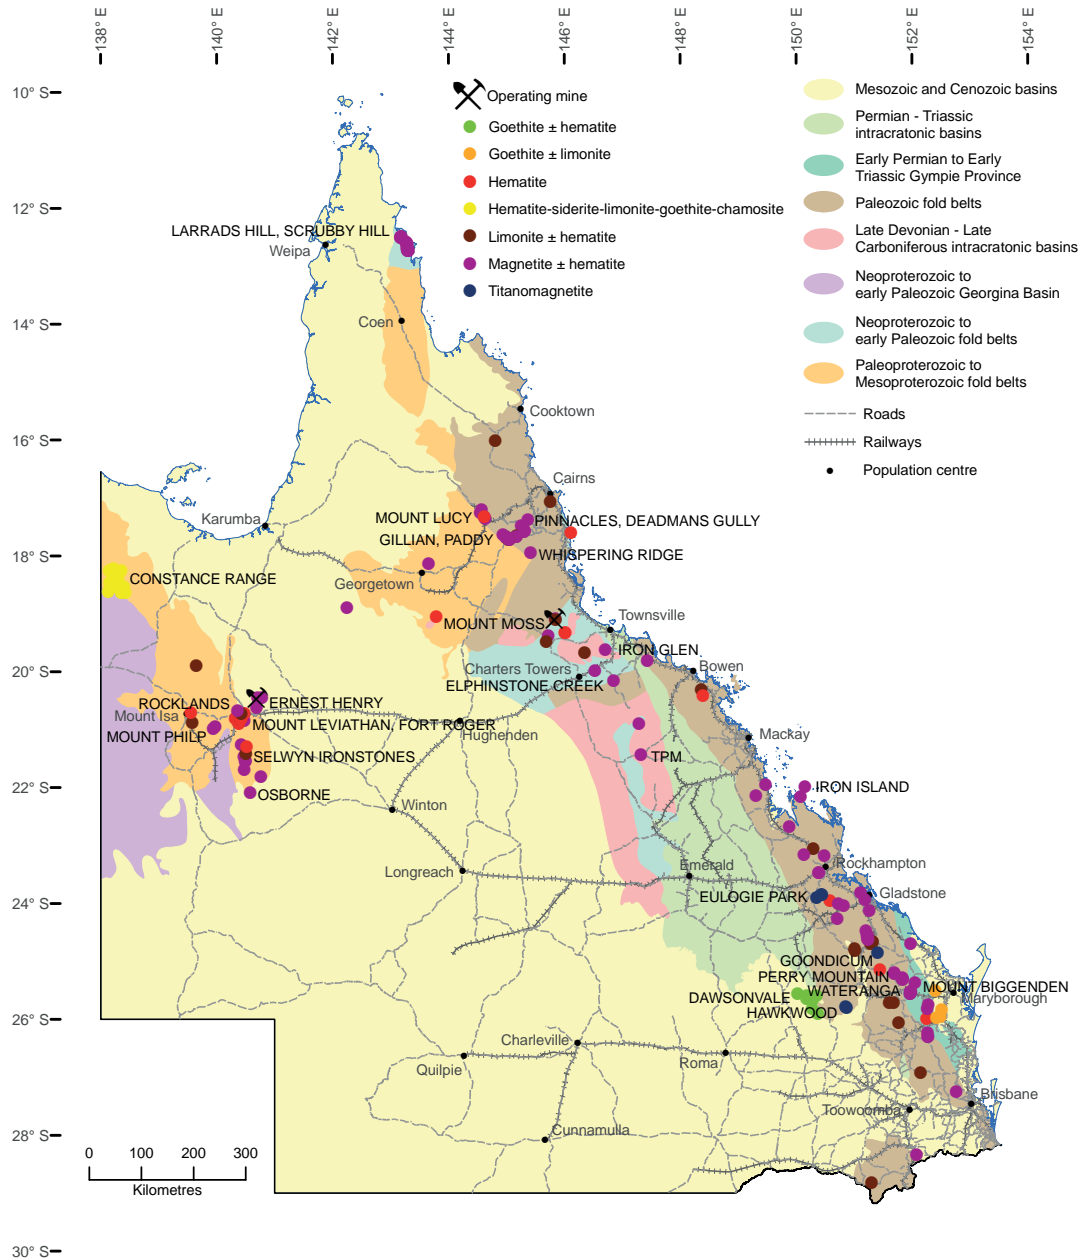 138° E
140° E
142° E
144° E
146° E
148° E
150° E
152° E
154° E
10° S
12° S
14° S
16° S
18° S
20° S
22° S
24° S
26° S
28° S
30° S
Operating mine
Goethite ± hematite
Goethite ± limonite
Hematite
Hematite-siderite-limonite-goethite-chamosite
Limonite ± hematite
Magnetite ± hematite
Titanomagnetite
Mesozoic and Cenozoic basins
Permian - Triassic
intracratonic basins
Early Permian to Early
Triassic Gympie Province
Paleozoic fold belts
Late Devonian - Late
Carboniferous intracratonic basins
Neoproterozoic to
early Paleozoic Georgina Basin
Neoproterozoic to
early Paleozoic fold belts
Paleoproterozoic to
Mesoproterozoic fold belts
Roads
Railways
Population centre
LARRADS HILL, SCRUBBY HILL
Weipa
Coen
Cooktown
Cairns
Karumba
MOUNT LUCY
PINNACLES, DEADMANS GULLY
GILLIAN, PADDY
WHISPERING RIDGE
CONSTANCE RANGE
Georgetown
MOUNT MOSS
Townsville
IRON GLEN
Charters Towers
Bowen
ELPHINSTONE CREEK
ROCKLANDS
ERNEST HENRY
Mount Isa
MOUNT LEVIATHAN, FORT ROGER
MOUNT PHILP
Hughenden
Mackay
SELWYN IRONSTONES
TPM
OSBORNE
IRON ISLAND
Winton
Longreach
Emerald
Rockhampton
EULOGIE PARK
Gladstone
GOONDICUM
PERRY MOUNTAIN
WATERANGA
MOUNT BIGGENDEN
DAWSONVALE
Maryborough
HAWKWOOD
Charleville
Quilpie
Roma
Brisbane
Toowoomba
Cunnamulla
0
100
200
300
Kilometres